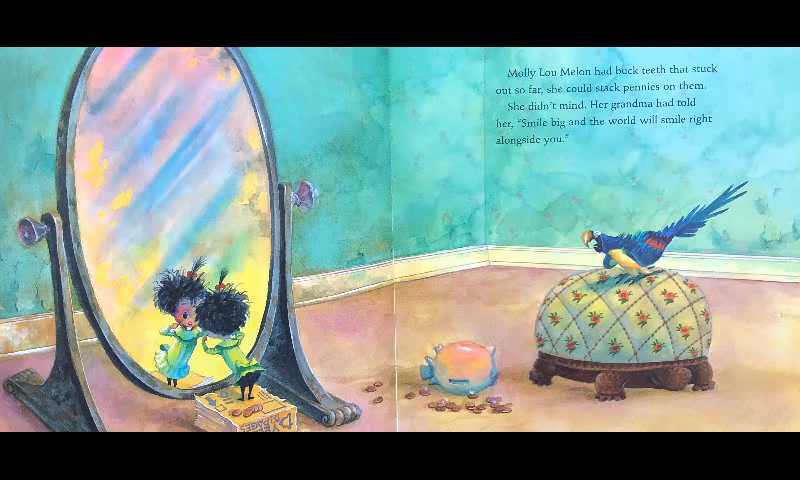 Molly Lou Melon had buck teeth that stuck
out so far, she could stack pennies on them.
She didn't mind. Her grandma had told
her, "Smile big and the world will smile right
alongside you."